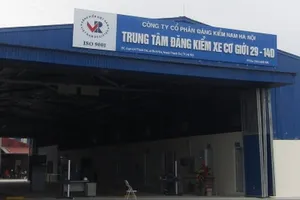 CÔNG TY CỔ PHẦN ĐĂNG KIỂM NAM HÀ NỘI
VR
ISO 9001
TRUNG TÂM ĐĂNG KIỂM XE CƠ GIỚI 29 - 14D